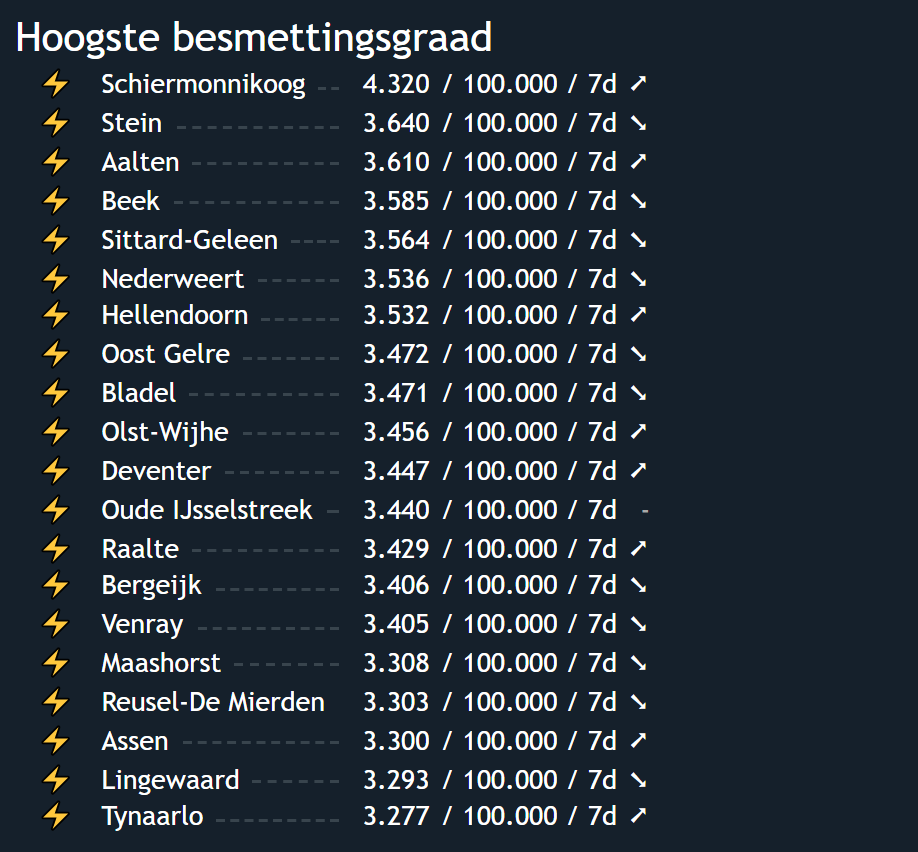 Hoogste besmettingsgraad
⚡ Schiermonnikoog -- 4.320 / 100.000 / 7d ↗
⚡ Stein ------------ 3.640 / 100.000 / 7d ↘
⚡ Aalten ----------- 3.610 / 100.000 / 7d ↗
⚡ Beek ------------ 3.585 / 100.000 / 7d ↘
⚡ Sittard-Geleen ---- 3.564 / 100.000 / 7d ↘
⚡ Nederweert ------ 3.536 / 100.000 / 7d ↘
⚡ Hellendoorn ------ 3.532 / 100.000 / 7d ↗
⚡ Oost Gelre ------- 3.472 / 100.000 / 7d ↘
⚡ Bladel ----------- 3.471 / 100.000 / 7d ↘
⚡ Olst-Wijhe ------- 3.456 / 100.000 / 7d ↗
⚡ Deventer -------- 3.447 / 100.000 / 7d ↗
⚡ Oude IJsselstreek - 3.440 / 100.000 / 7d -
⚡ Raalte ----------- 3.429 / 100.000 / 7d ↗
⚡ Bergeijk --------- 3.406 / 100.000 / 7d ↘
⚡ Venray ---------- 3.405 / 100.000 / 7d ↘
⚡ Maashorst -------- 3.308 / 100.000 / 7d ↘
⚡ Reusel-De Mierden 3.303 / 100.000 / 7d ↘
⚡ Assen ----------- 3.300 / 100.000 / 7d ↗
⚡ Lingewaard ------ 3.293 / 100.000 / 7d ↘
⚡ Tynaarlo --------- 3.277 / 100.000 / 7d ↗